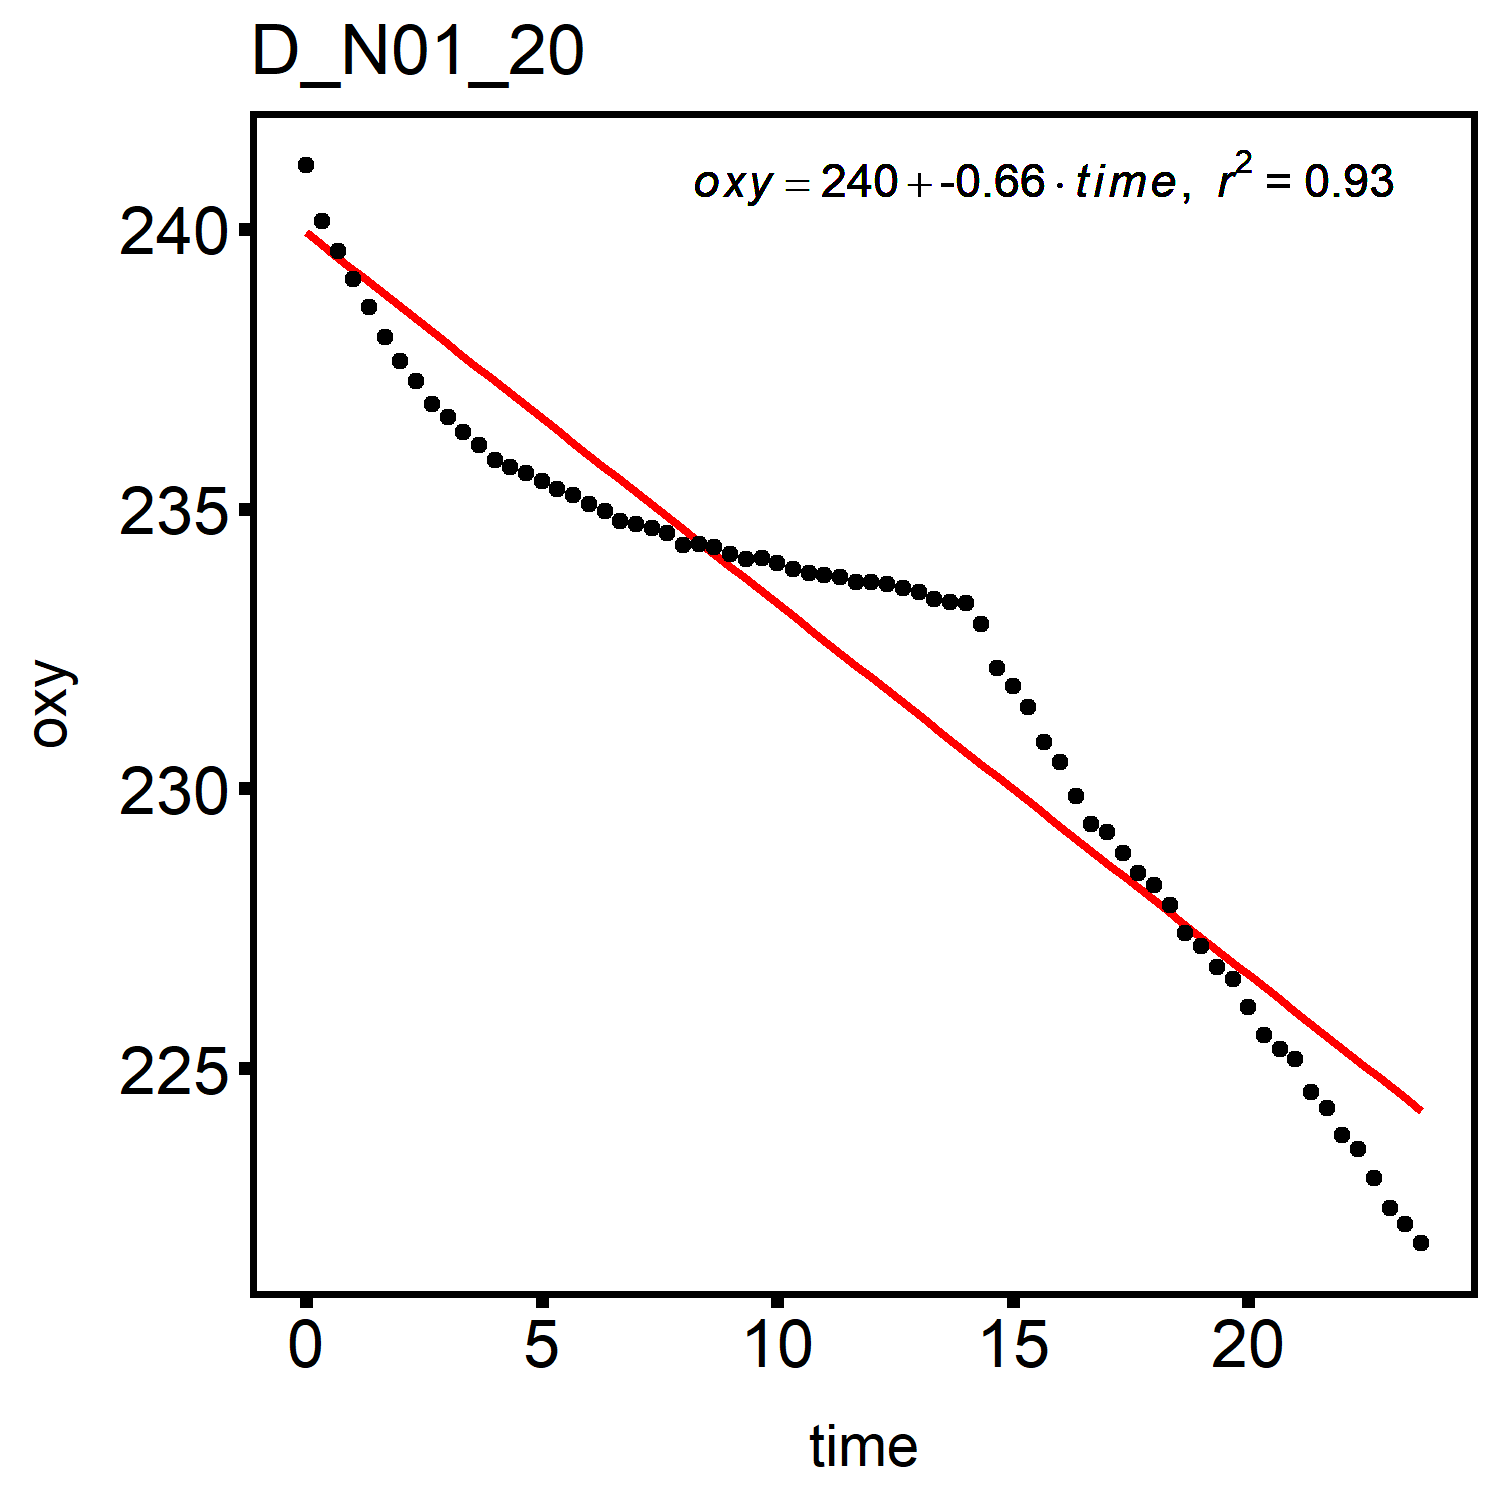 D_N01_20
oxy = 240 + -0.66 · time, r² = 0.93
240
235
230
225
oxy
0 5 10 15 20
time